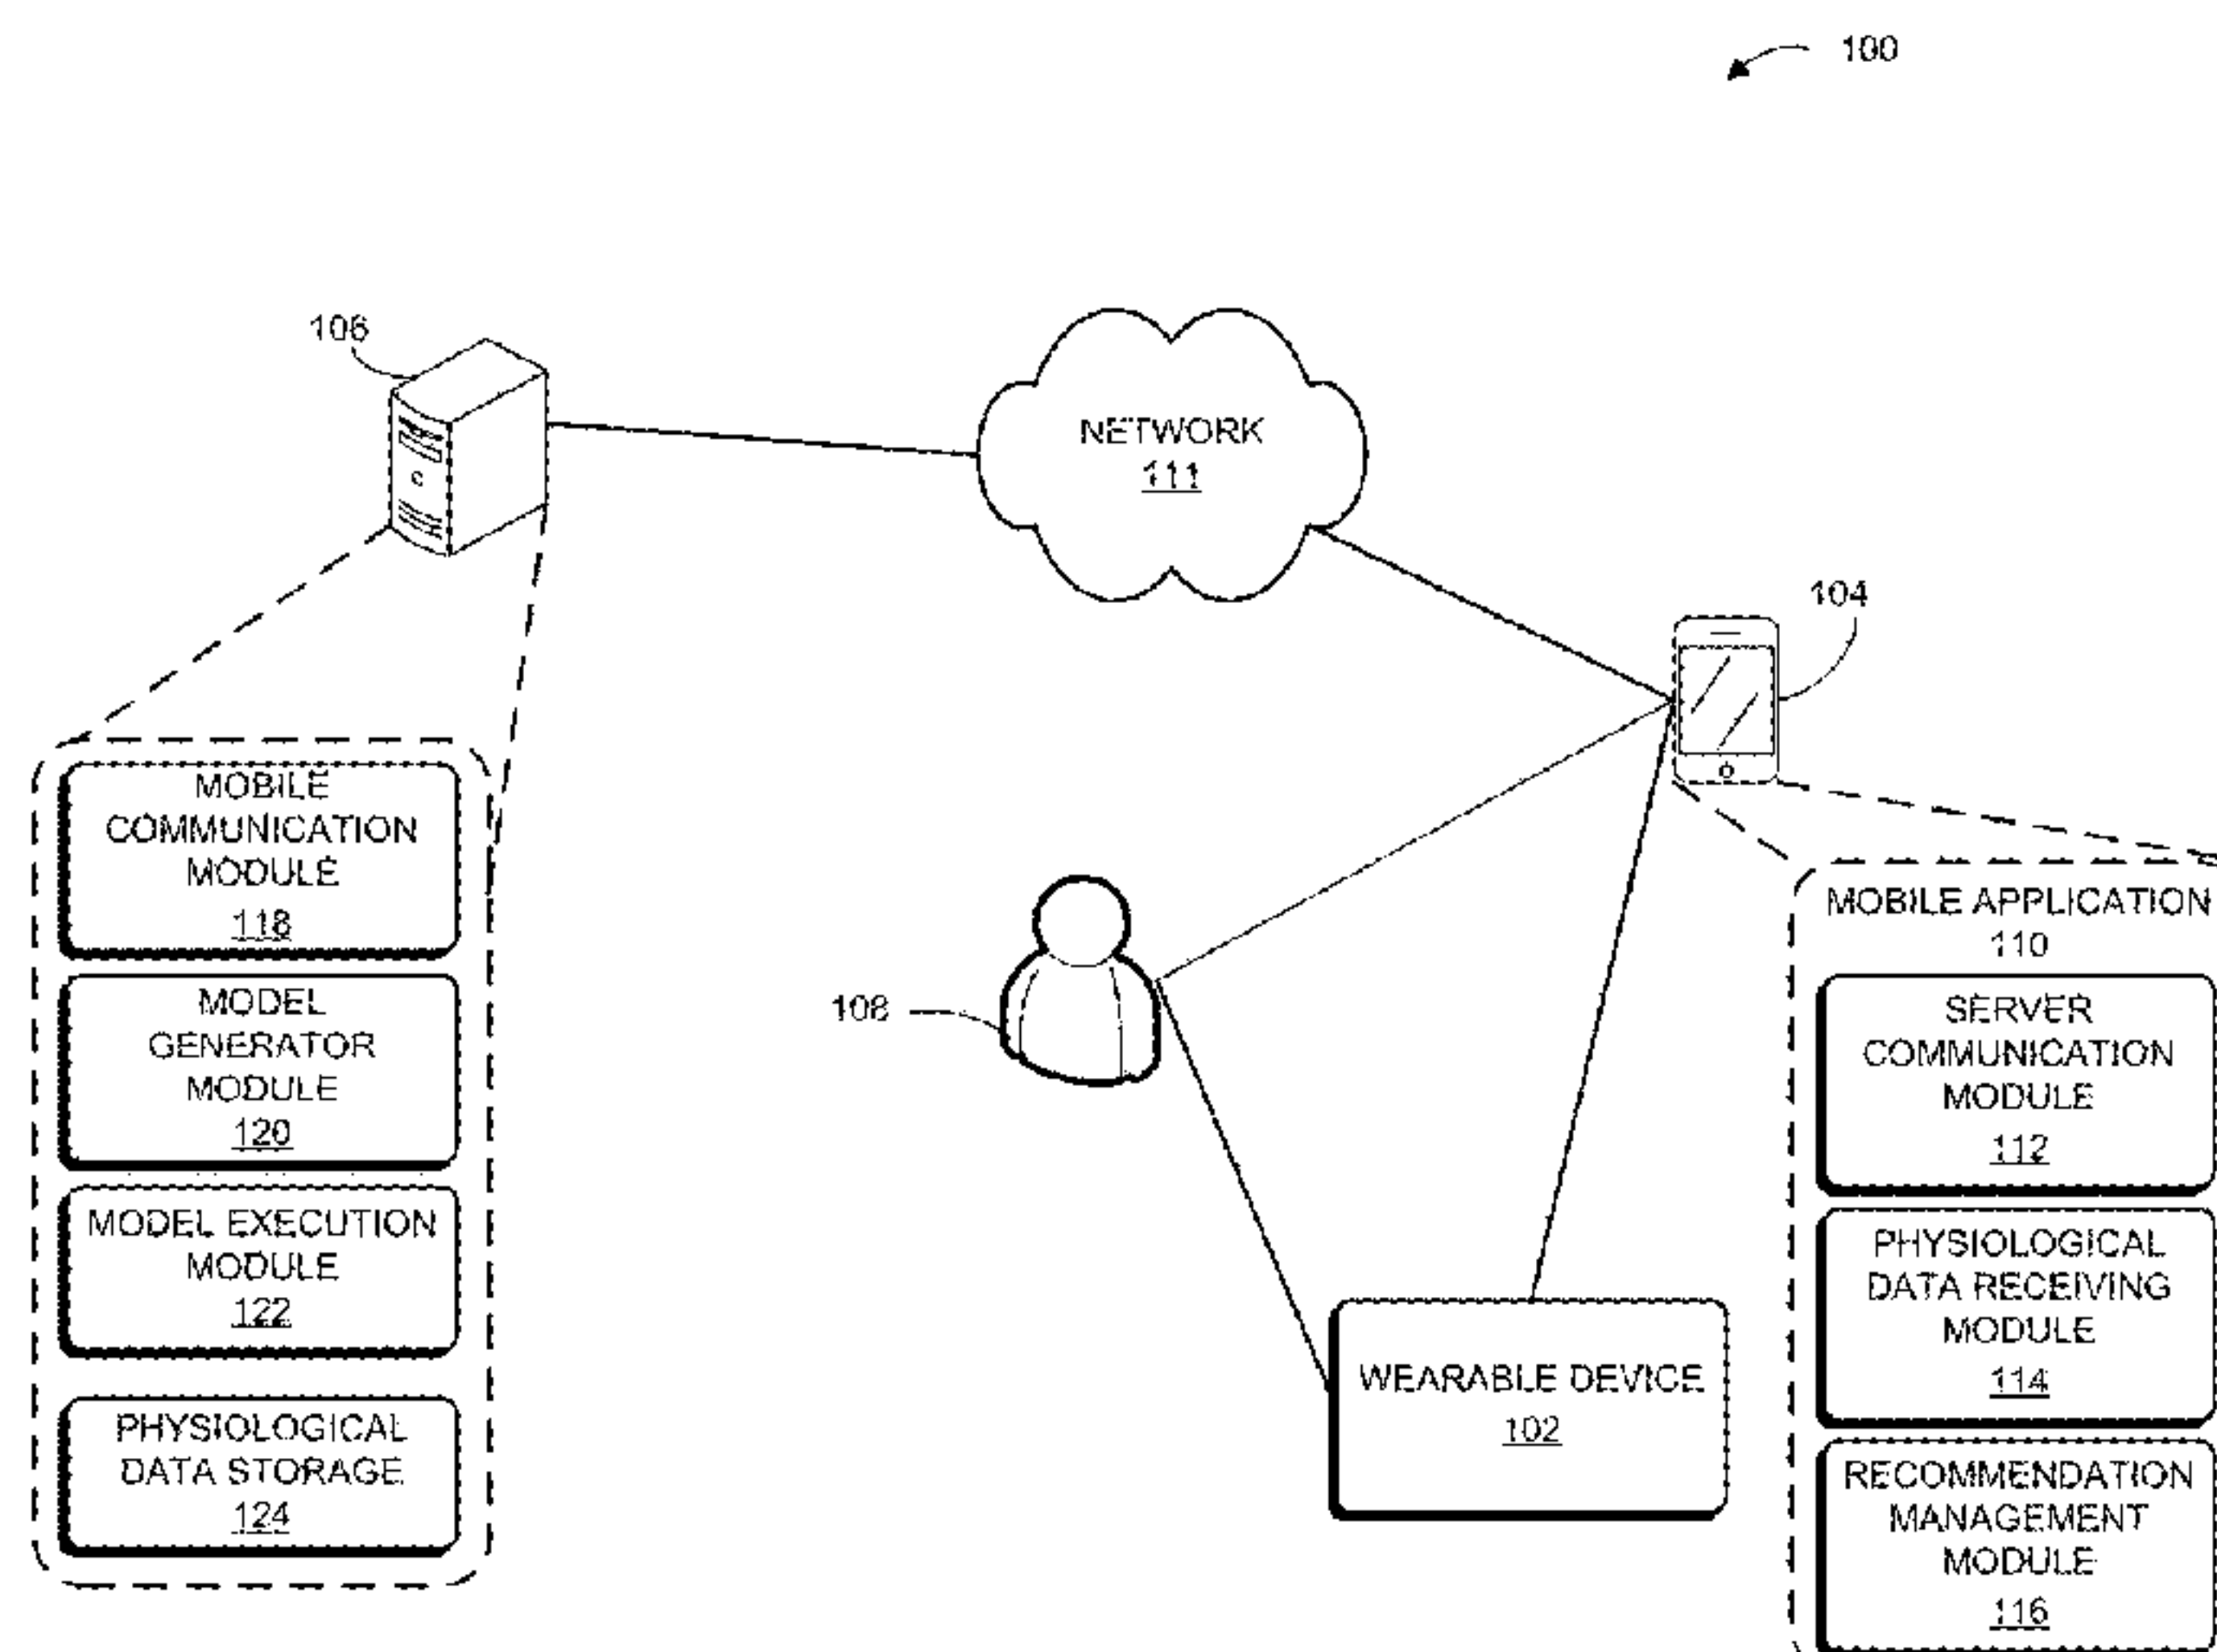 100
106
NETWORK
111
104
MOBILE
COMMUNICATION
MODULE
118
MODEL
GENERATOR
MODULE
120
MODEL EXECUTION
MODULE
122
PHYSIOLOGICAL
DATA STORAGE
124
108
WEARABLE DEVICE
102
MOBILE APPLICATION
110
SERVER
COMMUNICATION
MODULE
112
PHYSIOLOGICAL
DATA RECEIVING
MODULE
114
RECOMMENDATION
MANAGEMENT
MODULE
116